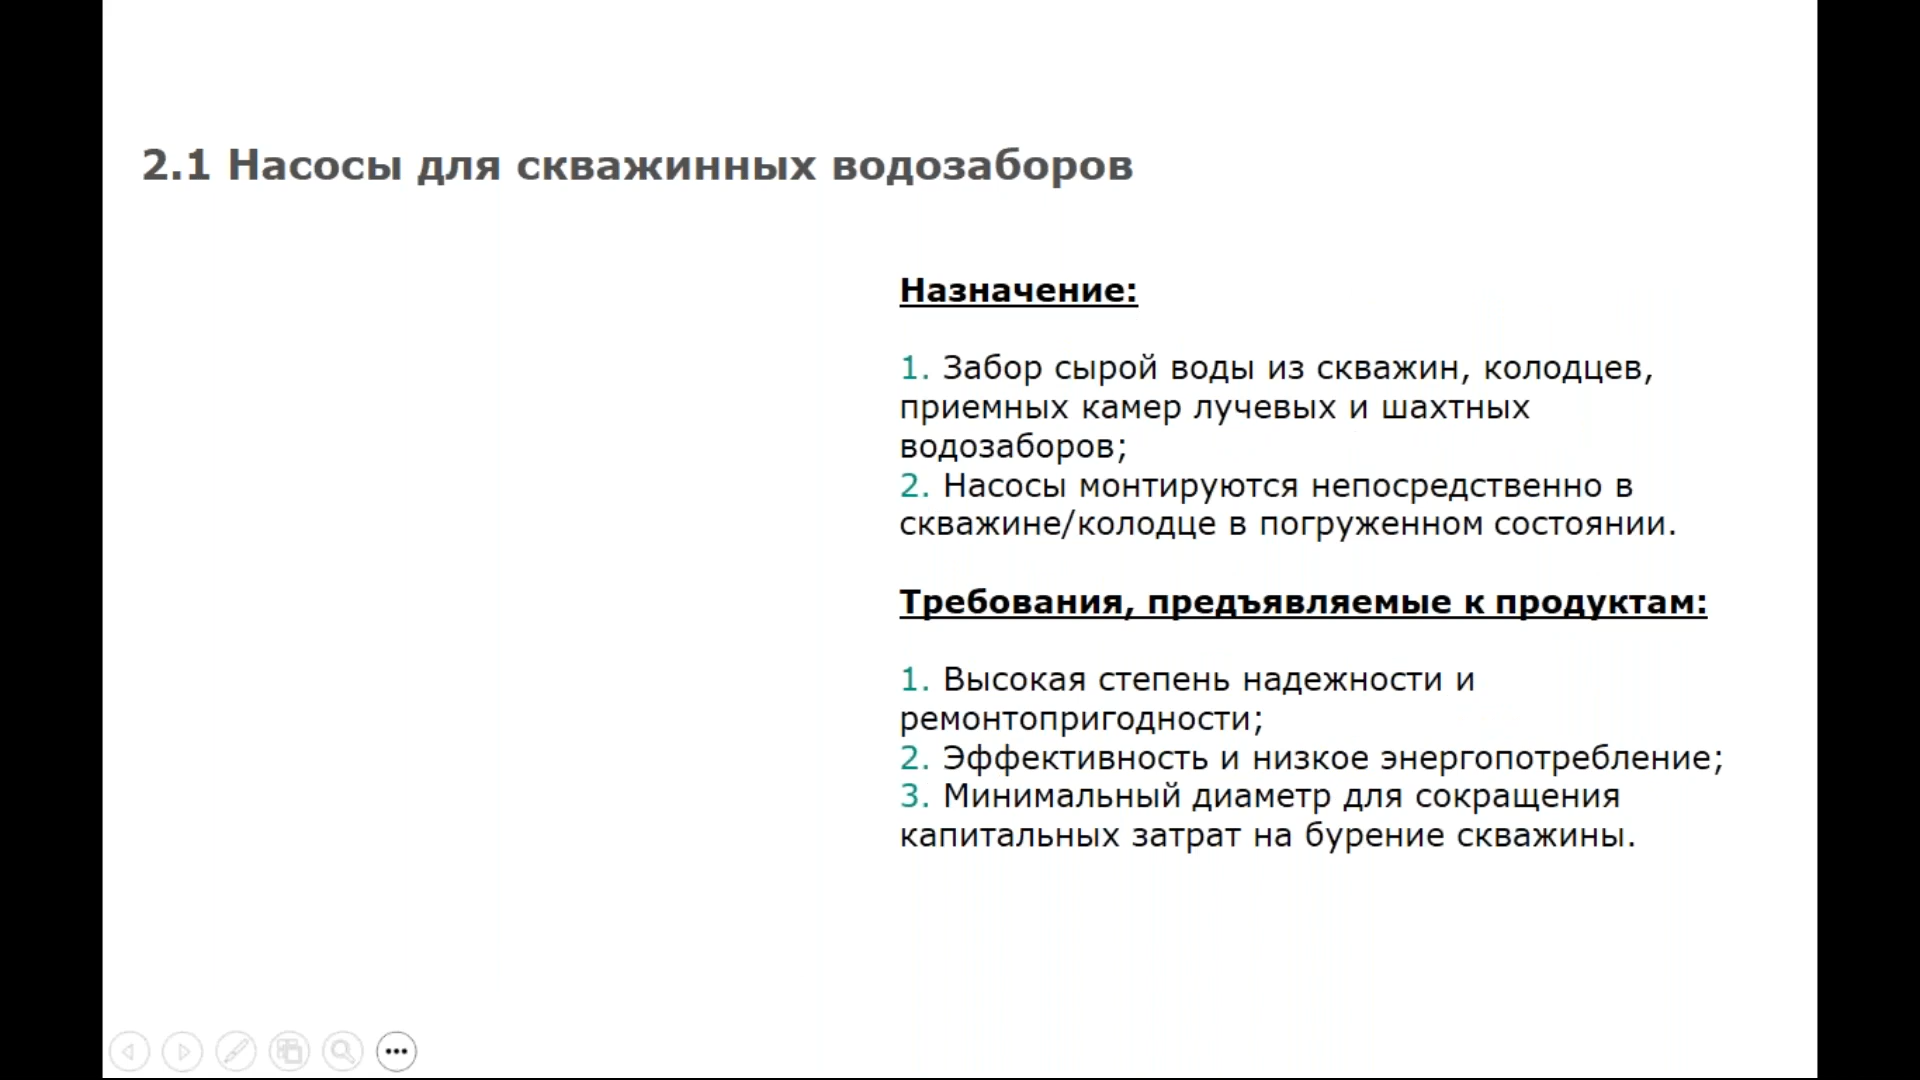 2.1 Насосы для скважинных водозаборов
Назначение:
1. Забор сырой воды из скважин, колодцев,
приемных камер лучевых и шахтных
водозаборов;
2. Насосы монтируются непосредственно в
скважине/колодце в погруженном состоянии.
Требования, предъявляемые к продуктам:
1. Высокая степень надежности и
ремонтопригодности;
2. Эффективность и низкое энергопотребление;
3. Минимальный диаметр для сокращения
капитальных затрат на бурение скважины.